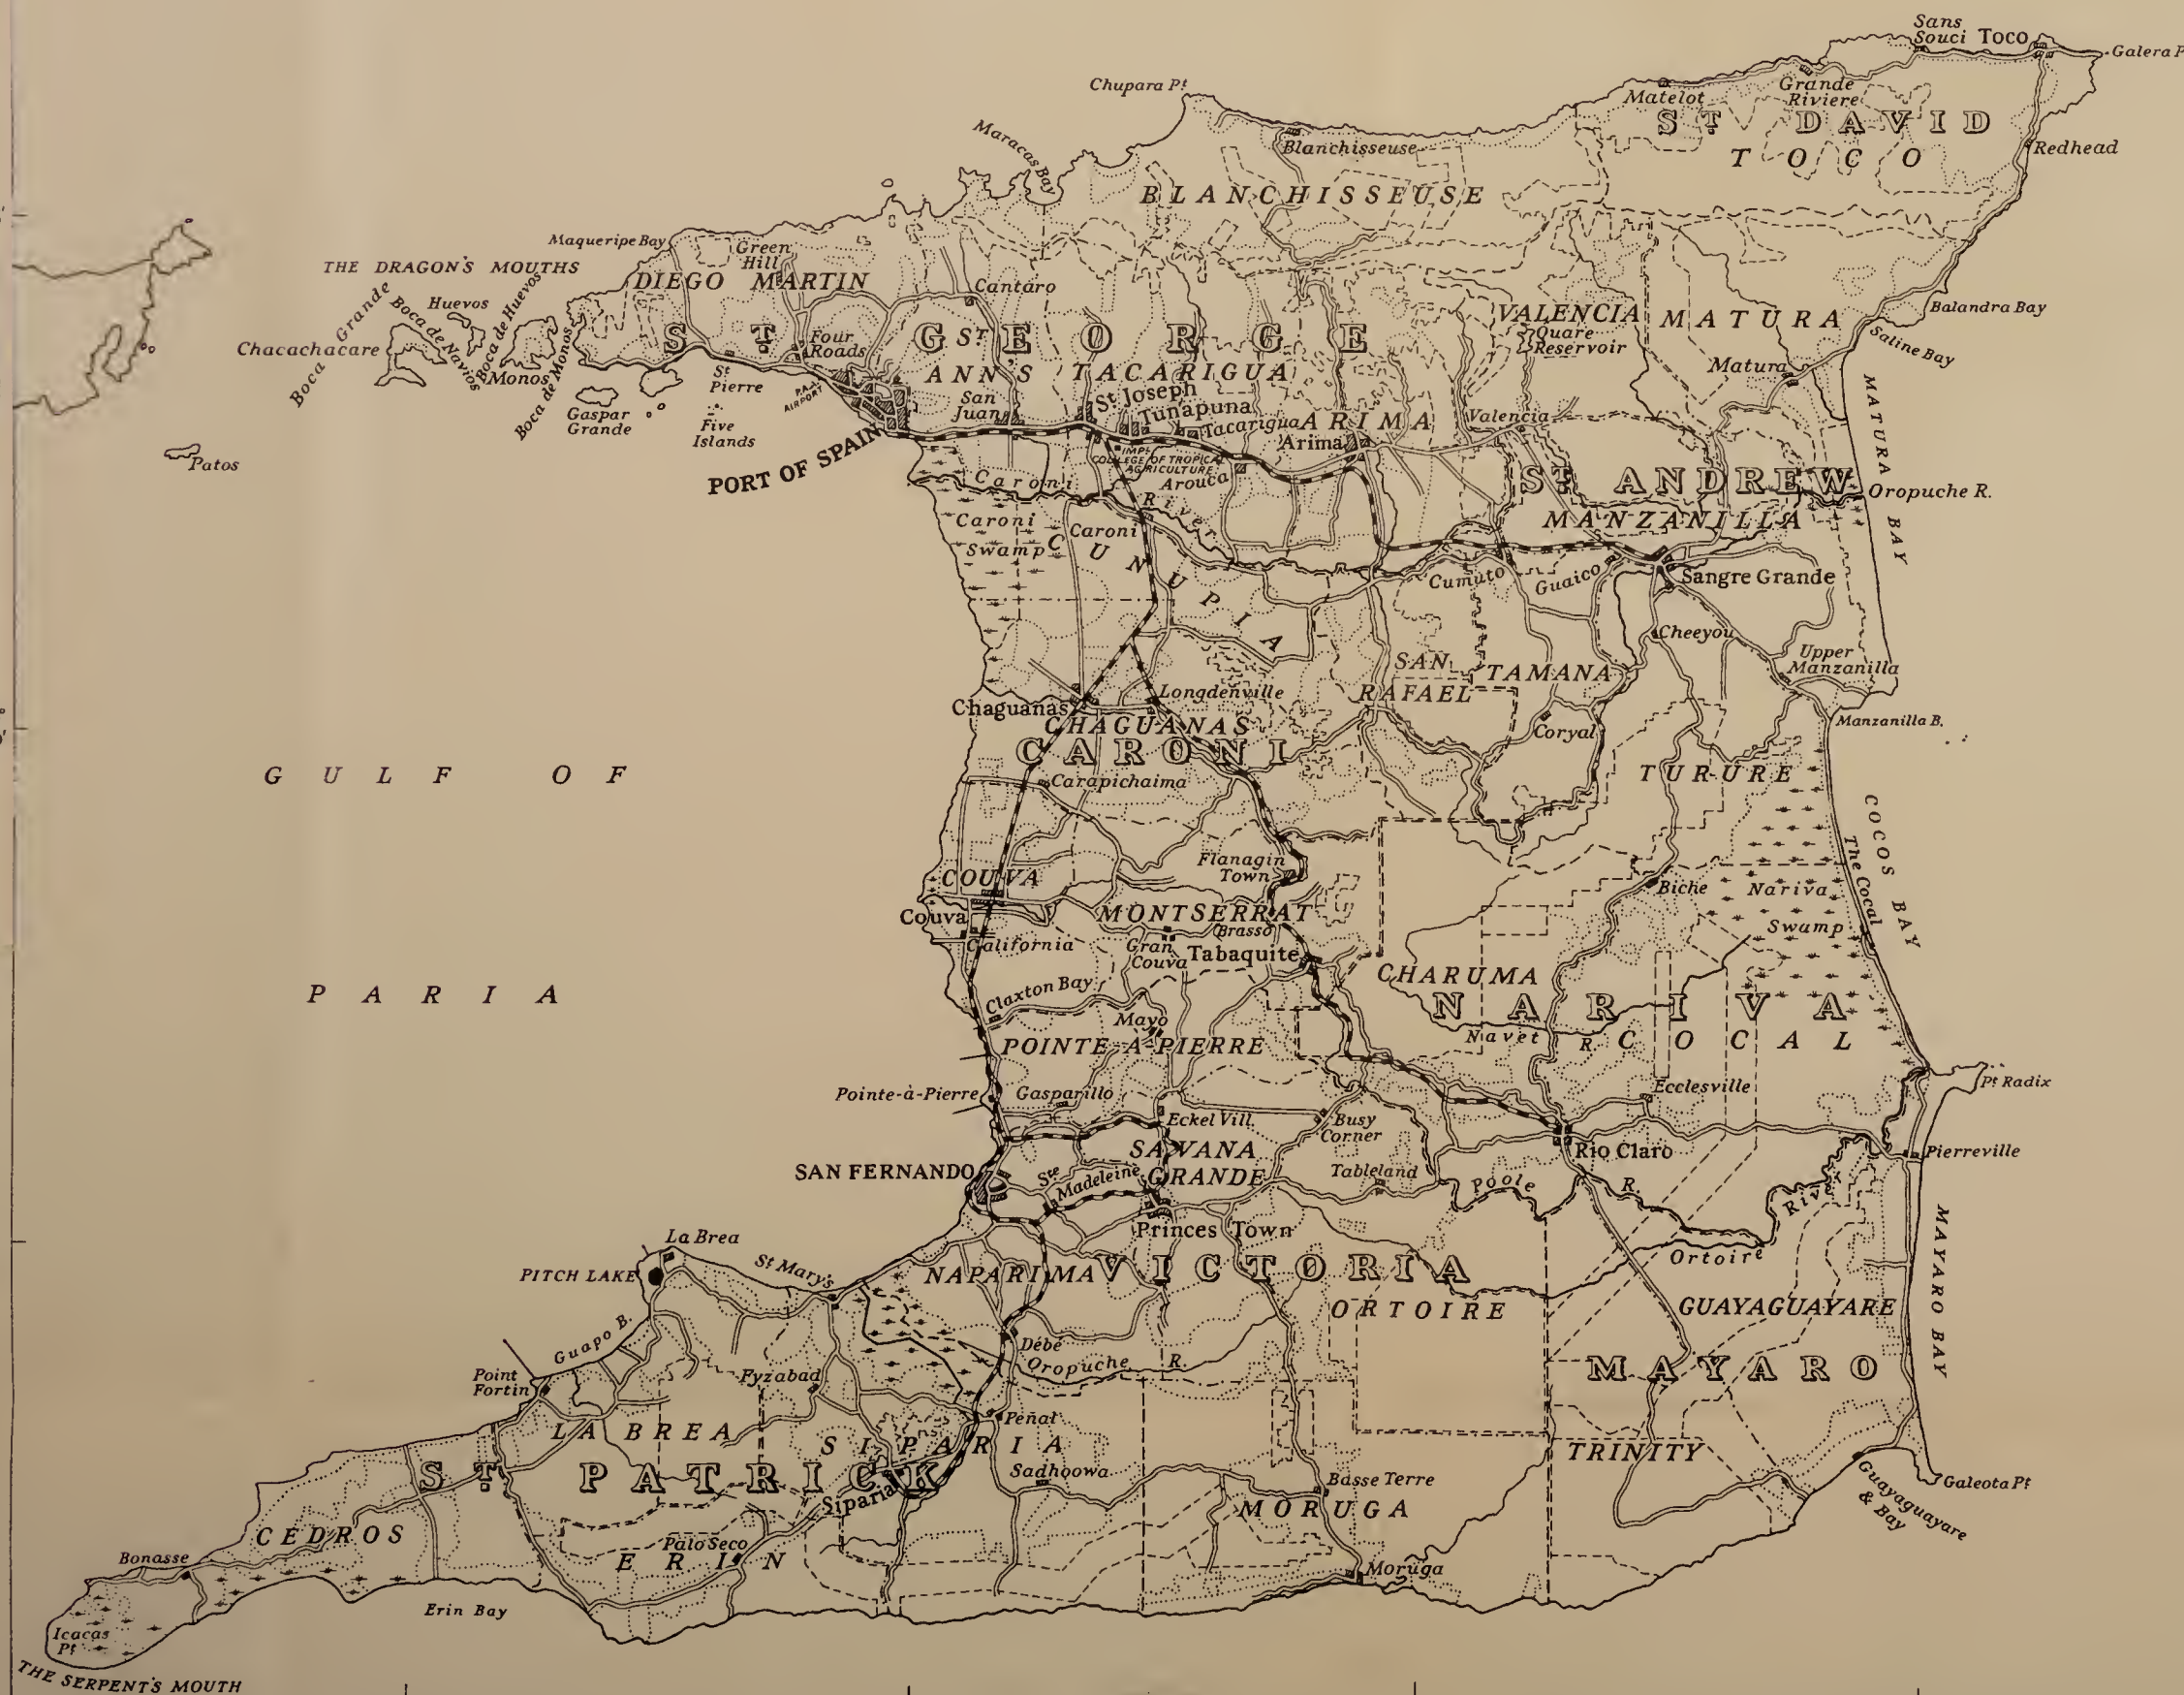 Sans
Souci
TOCO
Galera P
Chupara Pt
Matelot
Grande
Riviere
ST DAVID
TOCO
Redhead
Maracas Bay
Blanchisseuse
BLANCHISSEUSE
Maqueripe Bay
Green
Hill
THE DRAGON'S MOUTHS
DIEGO MARTIN
Cantaro
Boca Grande
Huevos
Boca de Navios
Boca de Huevos
Chacachacare
Monos
Boca de Monos
Gaspar
Grande
St
Pierre
Five
Islands
Four
Roads
AIRPORT
ST GEORGE
ST
ANN'S
TACARIGUA
San
Juan
St Joseph
Tunapuna
Tacarigua
ARIMA
Arima
VALENCIA
Quare
Reservoir
Valencia
MATURA
Balandra Bay
Saline Bay
Matura
MATURA BAY
PORT OF SPAIN
Patos
IMPL
COLLEGE OF TROPICAL
AGRICULTURE
Arouca
Caroni River
ST ANDREW
Oropuche R.
MANZANILLA
Caroni
Swamp
Caroni
CUNUPIA
Cumuto
Guaico
Sangre Grande
Cheeyou
Upper
Manzanilla
SAN
RAFAEL
TAMANA
Longdenville
Chaguanas
CHAGUANAS
CARONI
Coryal
Manzanilla B.
GULF OF
PARIA
Carapichaima
TURURE
COCOS BAY
The Cocal
Flanagin
Town
COUVA
Couva
MONTSERRAT
Brasso
California
Gran
Couva
Tabaquite
Biche
Nariva
Swamp
CHARUMA
NARIVA
Claxton Bay
Mayo
Navet R.
COCAL
POINTE-A-PIERRE
Pointe-à-Pierre
Gasparillo
Ecclesville
Pt Radix
Eckel Vill.
Busy
Corner
SAVANA
GRANDE
Rio Claro
Pierreville
SAN FERNANDO
Ste
Madeleine
Tableland
Poole R.
Princes Town
Ortoire River
La Brea
PITCH LAKE
St Mary's
NAPARIMA
VICTORIA
ORTOIRE
GUAYAGUAYARE
MAYARO BAY
Guapo B.
Débé
Oropuche R.
MAYARO
Point
Fortin
Fyzabad
Penal
LA BREA
SIPARIA
TRINITY
ST PATRICK
Sadhoowa
Basse Terre
Siparia
MORUGA
Galeota Pt
Guayaguayare
& Bay
CEDROS
Palo Seco
ERIN
Bonasse
Moruga
Erin Bay
Icacas
Pt
THE SERPENT'S MOUTH